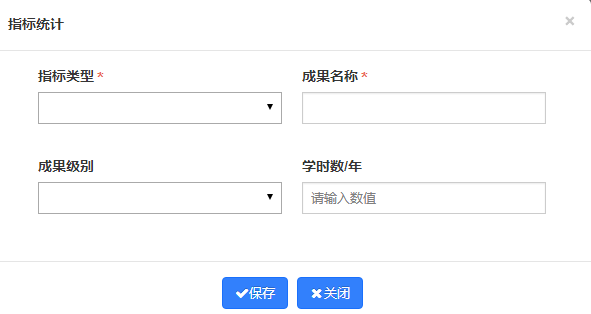 指标统计
×
指标类型 *
成果名称 *
成果级别
学时数/年
请输入数值
保存
关闭